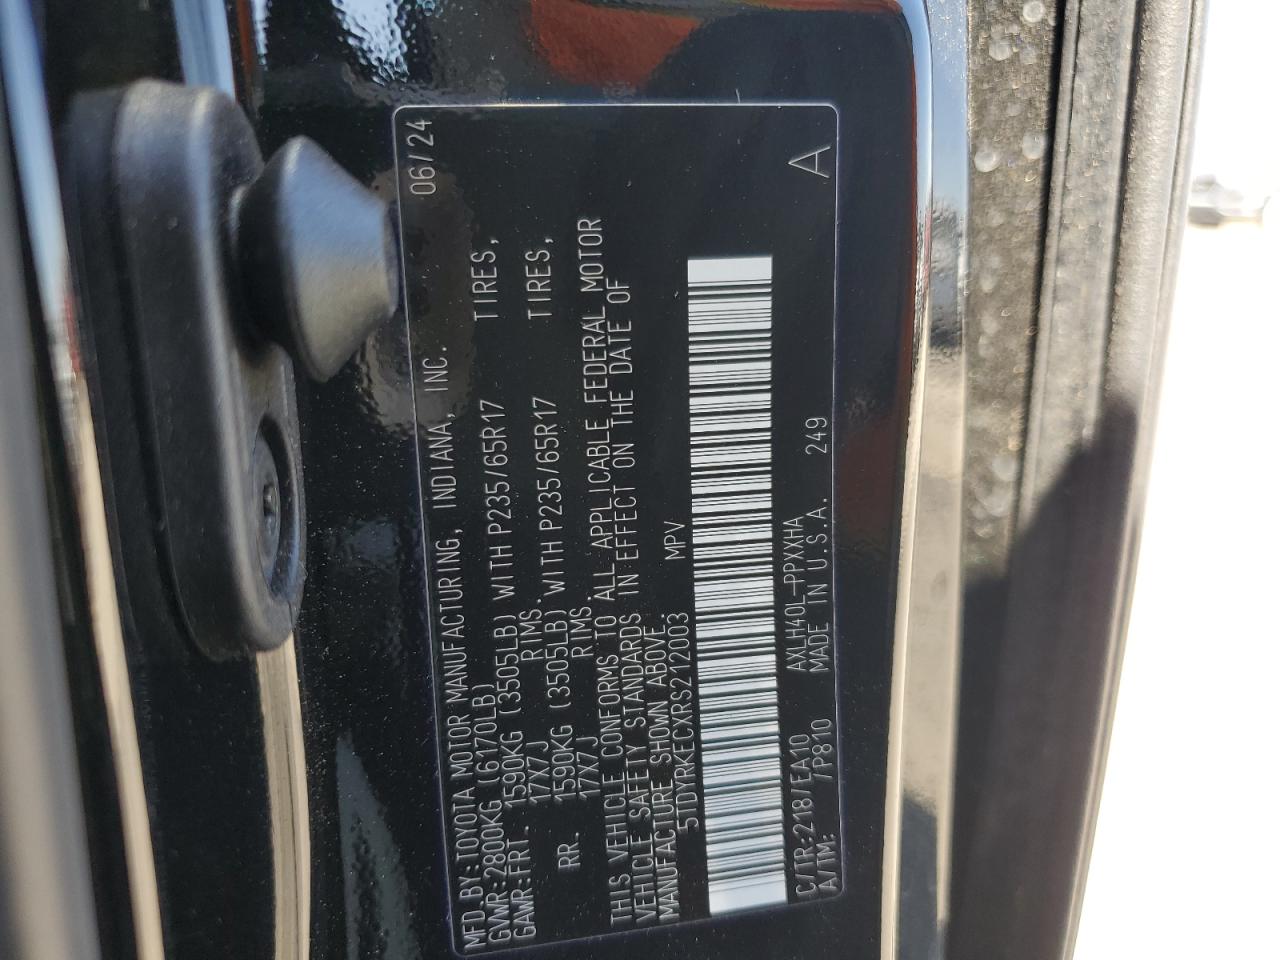 MFD.BY:TOYOTA MOTOR MANUFACTURING, INDIANA, INC. 06/24
GVWR:2800KG (6170LB)
GAWR:FRT. 1590KG (3505LB) WITH P235/65R17 TIRES,
17X7J RIMS.
RR. 1590KG (3505LB) WITH P235/65R17 TIRES,
17X7J RIMS.
THIS VEHICLE CONFORMS TO ALL APPLICABLE FEDERAL MOTOR
VEHICLE SAFETY STANDARDS IN EFFECT ON THE DATE OF
MANUFACTURE SHOWN ABOVE.
5TDYRKECXRS212003 MPV
C/TR:218/EA10 AXLH40L-PPXXHA A
A/TM: /P810 MADE IN U.S.A. 249